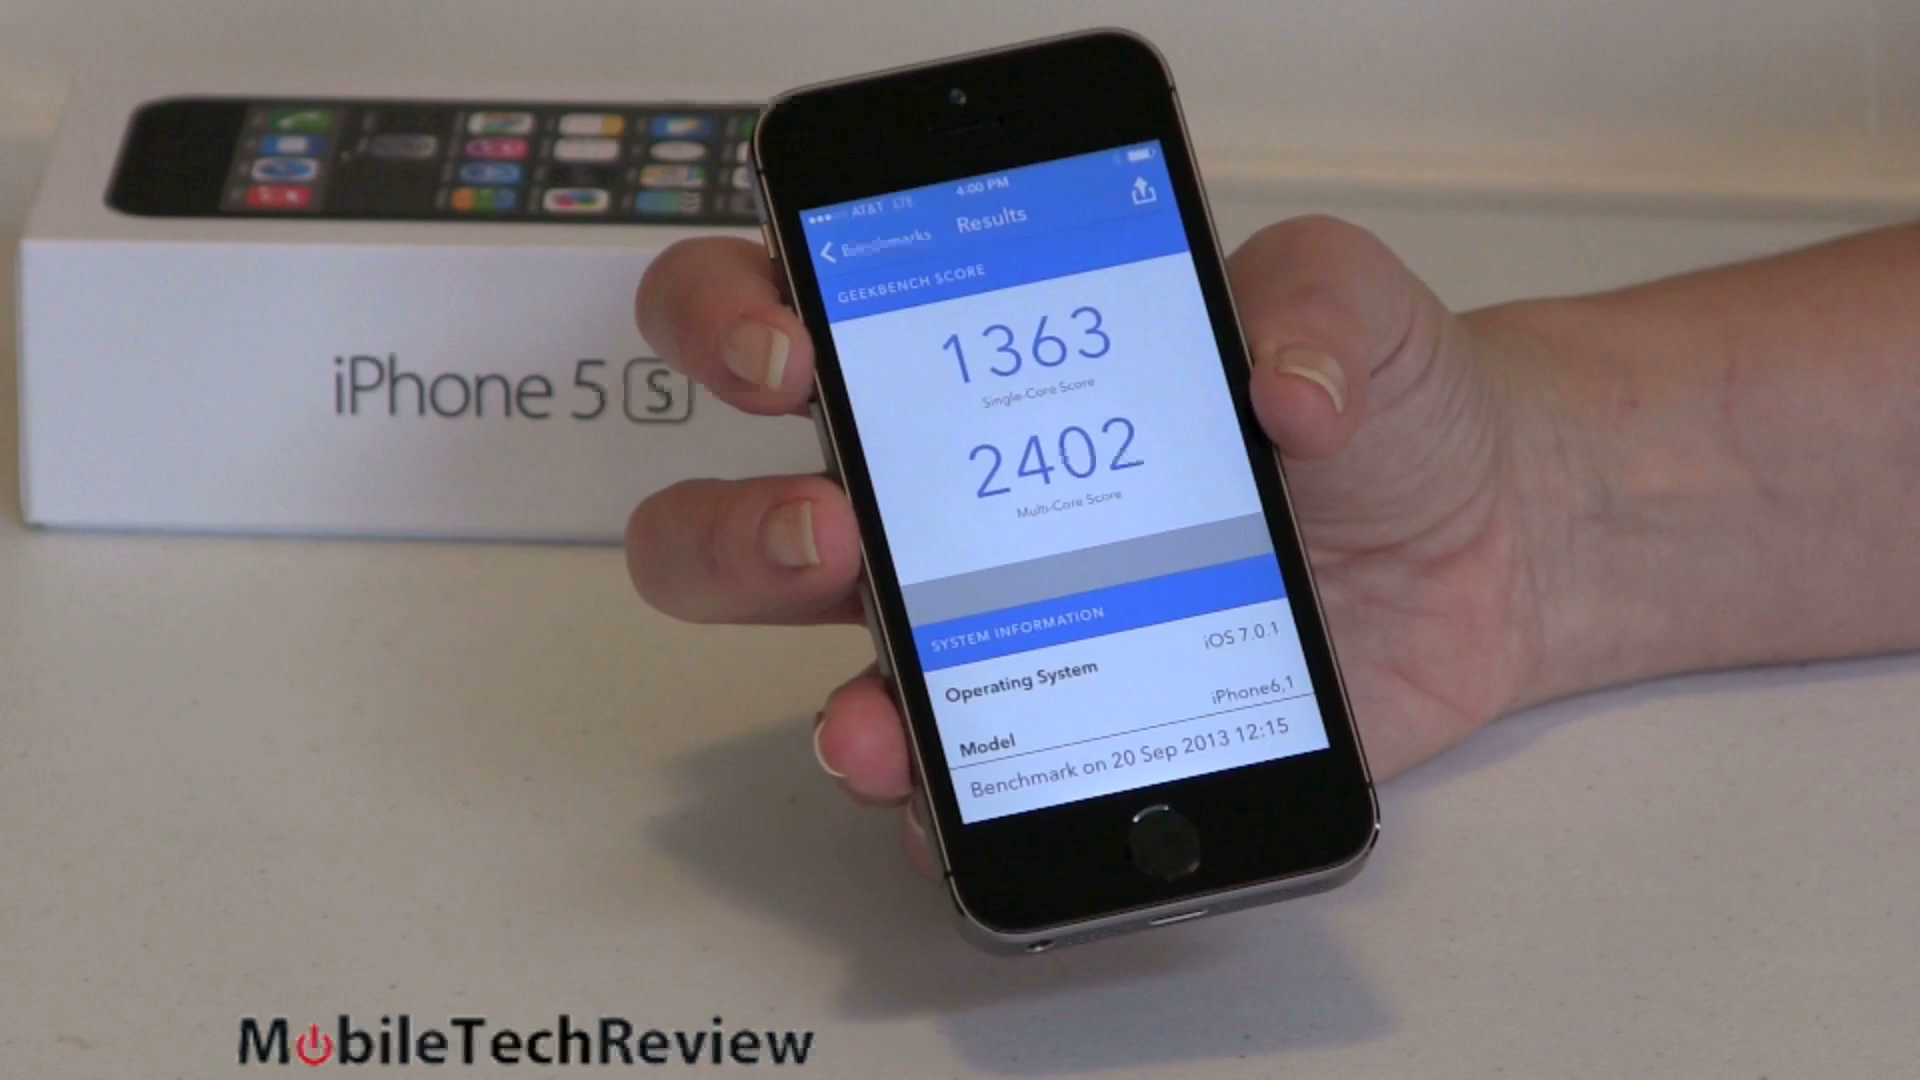 4:00 PM
AT&T LTE
Results
Benchmarks
GEEKBENCH SCORE
1363
Single-Core Score
2402
Multi-Core Score
SYSTEM INFORMATION
Operating System iOS 7.0.1
Model iPhone6,1
Benchmark on 20 Sep 2013 12:15
iPhone 5 S
MobileTechReview